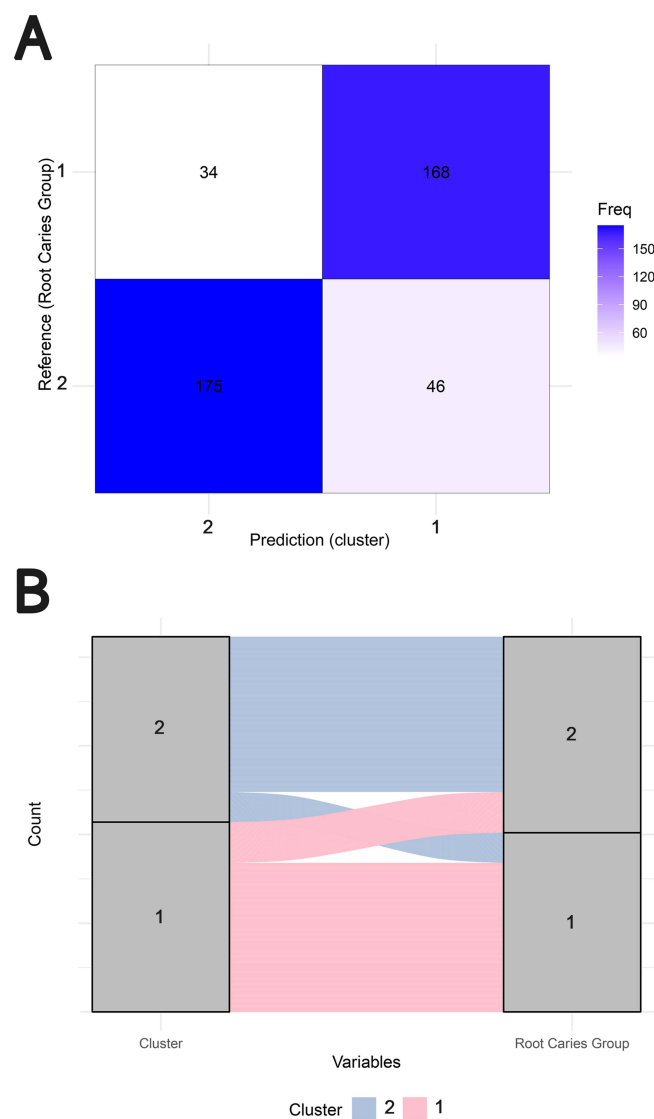 A
Reference (Root Caries Group)
1
34
168
2
175
46
2
1
Prediction (cluster)
Freq
150
120
90
60
B
Count
2
2
1
1
Cluster
Root Caries Group
Variables
Cluster 2 1